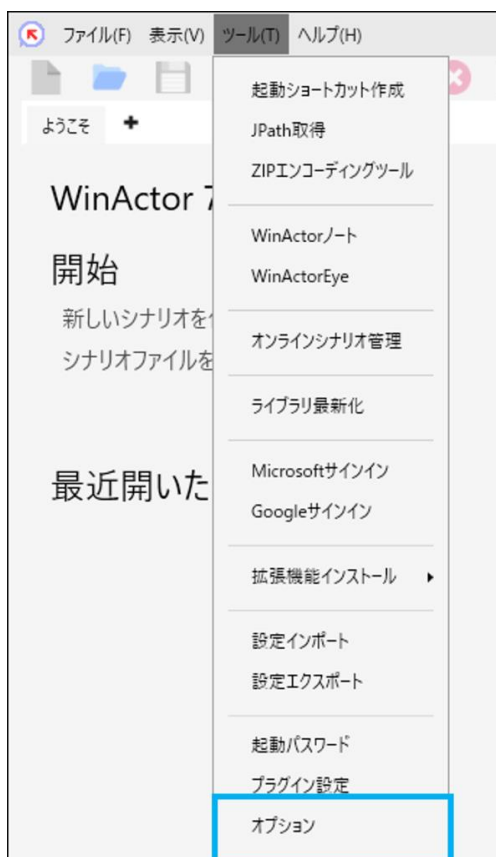 ファイル(F) 表示(V) ツール(T) ヘルプ(H)
ようこそ
WinActor 7
開始
新しいシナリオを
シナリオファイルを
最近開いた
起動ショートカット作成
JPath取得
ZIPエンコーディングツール
WinActorノート
WinActorEye
オンラインシナリオ管理
ライブラリ最新化
Microsoftサインイン
Googleサインイン
拡張機能インストール
設定インポート
設定エクスポート
起動パスワード
プラグイン設定
オプション